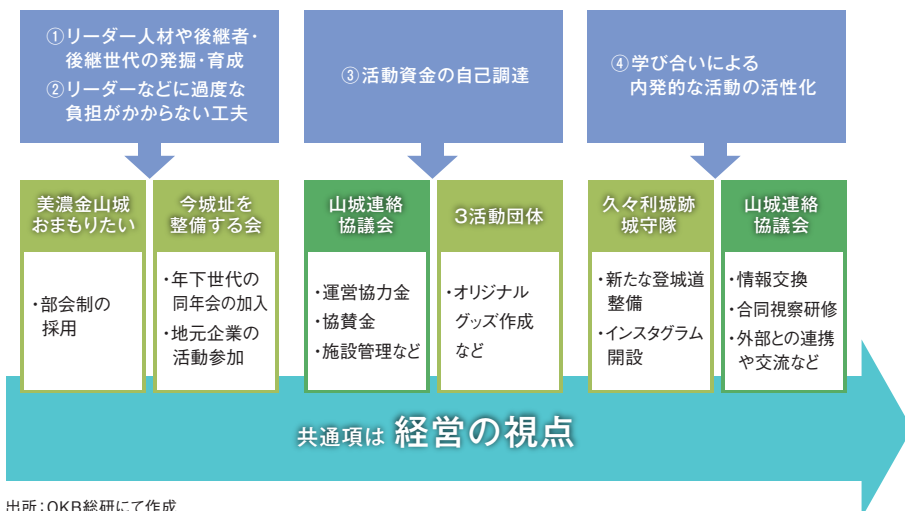 ①リーダー人材や後継者・
後継世代の発掘・育成
②リーダーなどに過度な
負担がかからない工夫
③活動資金の自己調達
④学び合いによる
内発的な活動の活性化
美濃金山城
おまもりたい
・部会制の
採用
今城址を
整備する会
・年下世代の
同年会の加入
・地元企業の
活動参加
山城連絡
協議会
・運営協力金
・協賛金
・施設管理など
3活動団体
・オリジナル
グッズ作成
など
久々利城跡
城守隊
・新たな登城道
整備
・インスタグラム
開設
山城連絡
協議会
・情報交換
・合同視察研修
・外部との連携
や交流など
共通項は 経営の視点
出所：OKB総研にて作成